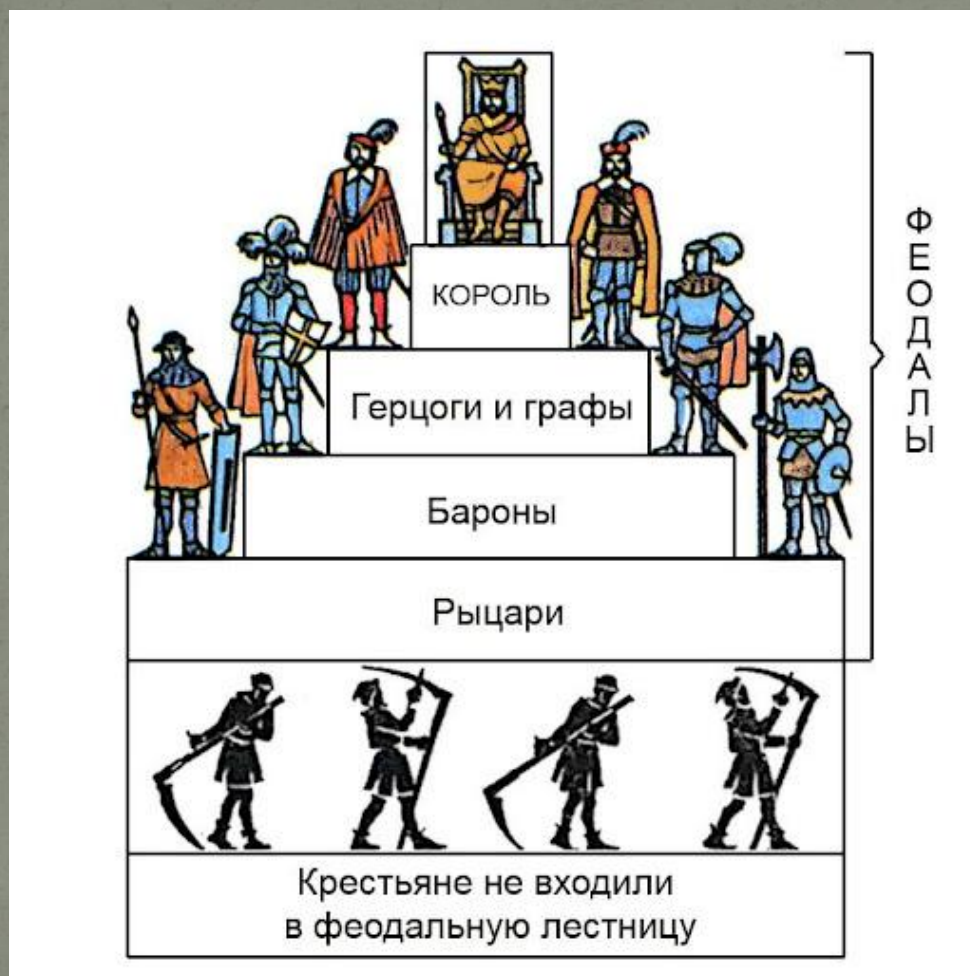 КОРОЛЬ
Герцоги и графы
Бароны
Рыцари
ФЕОДАЛЫ
Крестьяне не входили
в феодальную лестницу